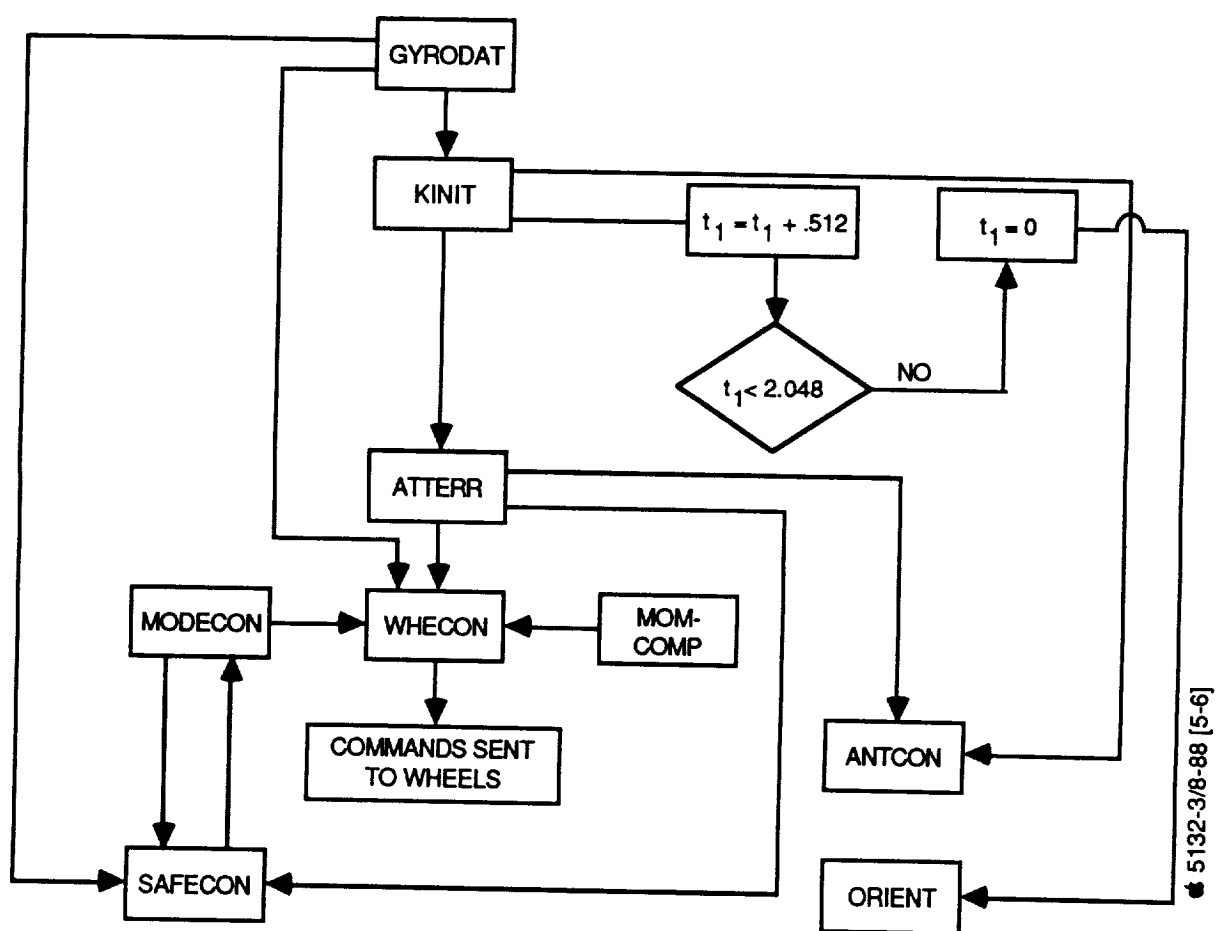 GYRODAT
KINIT
t1 = t1 + .512
t1 = 0
t1 < 2.048
NO
ATTERR
MODECON
WHECON
MOM-
COMP
COMMANDS SENT
TO WHEELS
ANTCON
SAFECON
ORIENT
5132-3/8-88 [5-6]